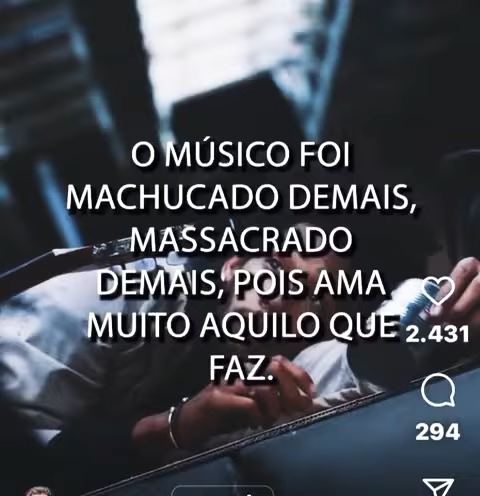 O MÚSICO FOI
MACHUCADO DEMAIS,
MASSACRADO
DEMAIS, POIS AMA
MUITO AQUILO QUE
FAZ.
2.431
294